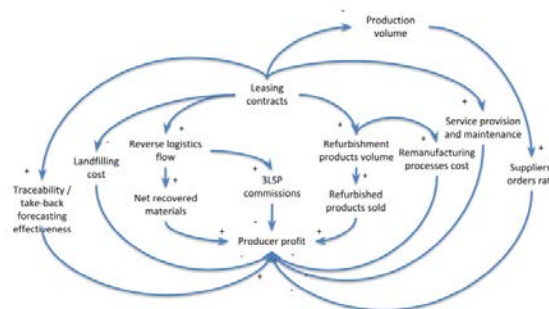 Production
volume
Leasing
contracts
Service provision
and maintenance
Landfilling
cost
Reverse logistics
flow
Refurbishment
products volume
Remanufacturing
processes cost
Suppliers
orders rat
Traceability /
take-back
forecasting
effectiveness
Net recovered
materials
3LSP
commissions
Refurbished
products sold
Producer profit
-
+
+
-
+
+
+
+
+
+
+
-
+
+
-
-
-
+
-
-